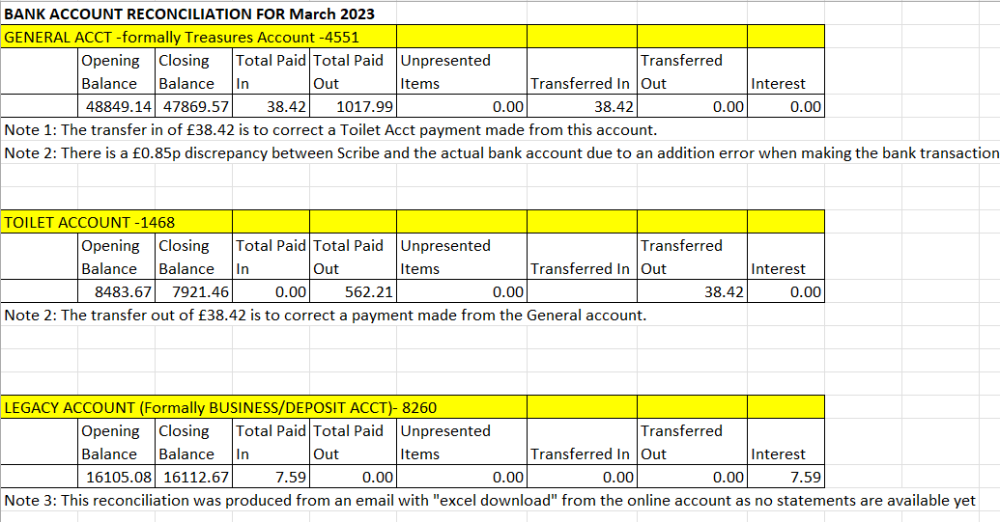 BANK ACCOUNT RECONCILIATION FOR March 2023
GENERAL ACCT -formally Treasures Account -4551
Opening Balance Closing Balance Total Paid In Total Paid Out Unpresented Items Transferred In Transferred Out Interest
48849.14 47869.57 38.42 1017.99 0.00 38.42 0.00 0.00
Note 1: The transfer in of £38.42 is to correct a Toilet Acct payment made from this account.
Note 2: There is a £0.85p discrepancy between Scribe and the actual bank account due to an addition error when making the bank transaction
TOILET ACCOUNT -1468
Opening Balance Closing Balance Total Paid In Total Paid Out Unpresented Items Transferred In Transferred Out Interest
8483.67 7921.46 0.00 562.21 0.00 38.42 0.00
Note 2: The transfer out of £38.42 is to correct a payment made from the General account.
LEGACY ACCOUNT (Formally BUSINESS/DEPOSIT ACCT)- 8260
Opening Balance Closing Balance Total Paid In Total Paid Out Unpresented Items Transferred In Transferred Out Interest
16105.08 16112.67 7.59 0.00 0.00 0.00 0.00 7.59
Note 3: This reconciliation was produced from an email with "excel download" from the online account as no statements are available yet